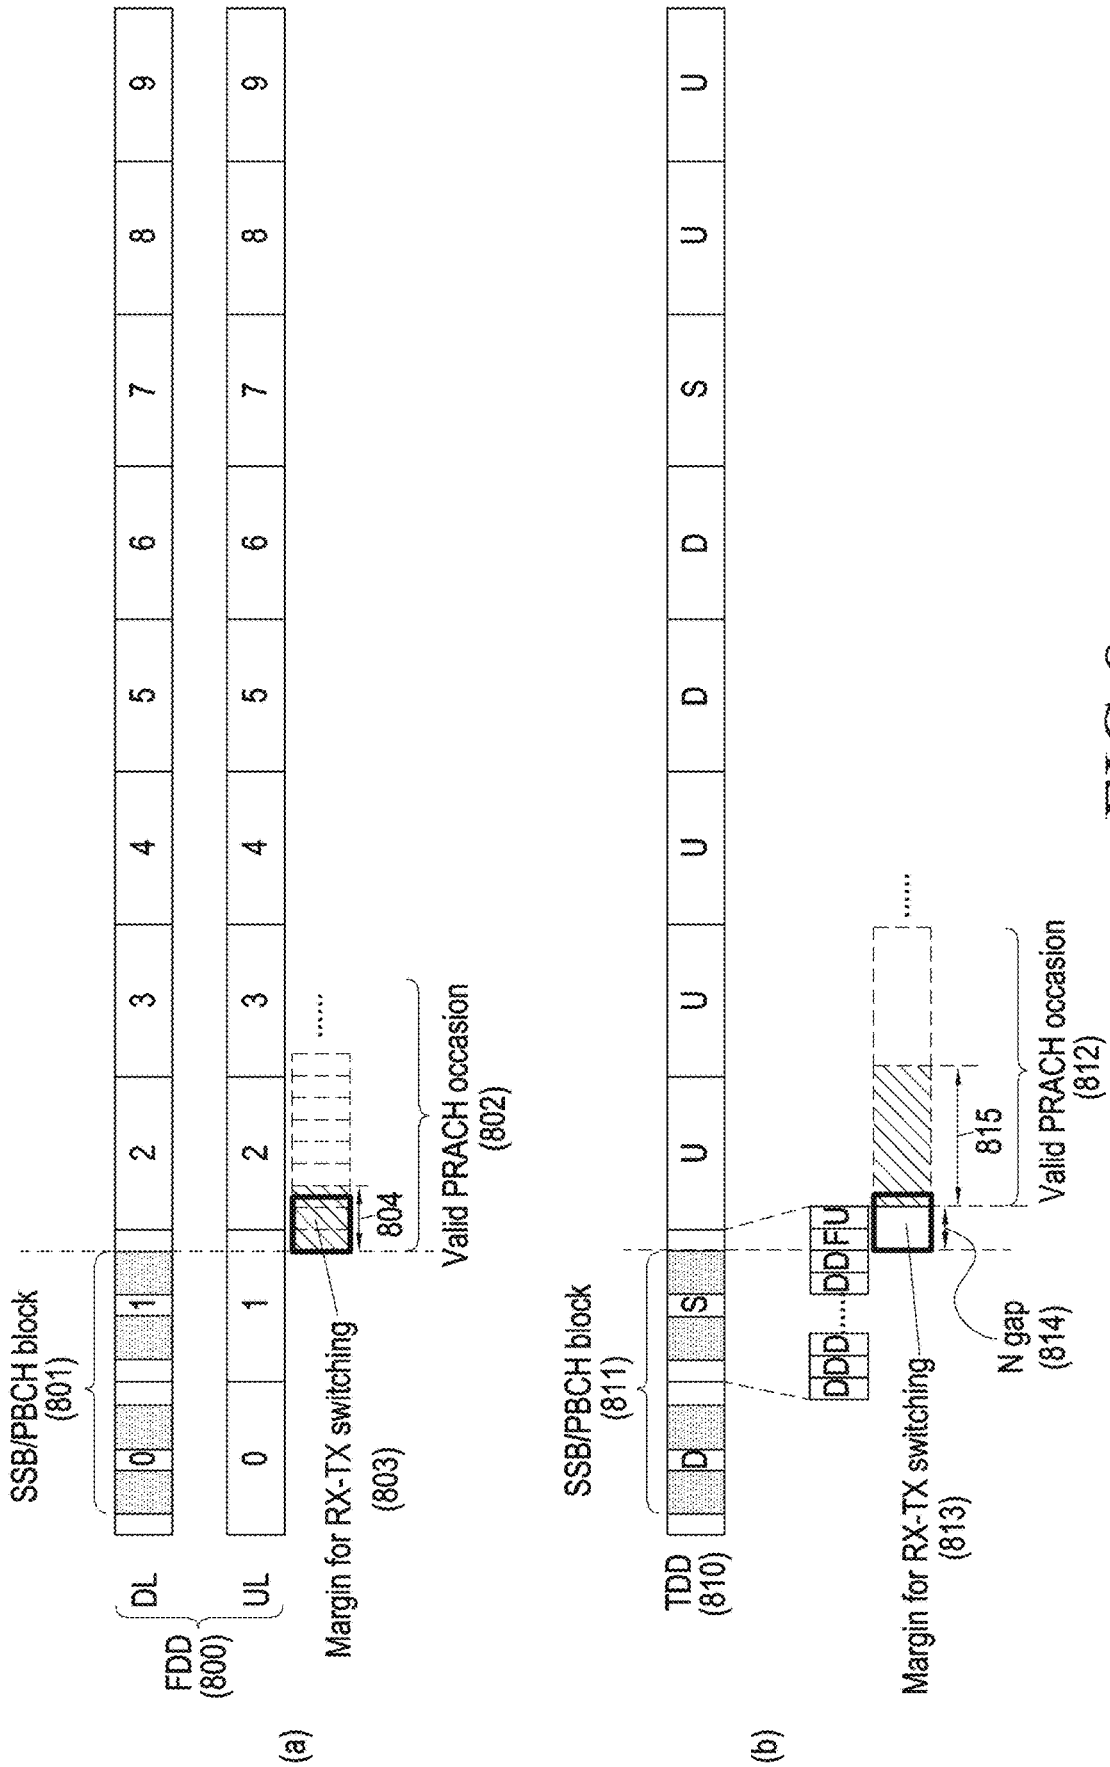 SSB/PBCH block
(801)
DL
0 1 2 3 4 5 6 7 8 9
FDD
(800)
UL
0 1 2 3 4 5 6 7 8 9
......
804
Margin for RX-TX switching
(803)
Valid PRACH occasion
(802)
(a)
SSB/PBCH block
(811)
TDD
(810)
D S U U U D D S U U
D D D ...... D D F U
......
815
Margin for RX-TX switching
(813)
N gap
(814)
Valid PRACH occasion
(812)
(b)